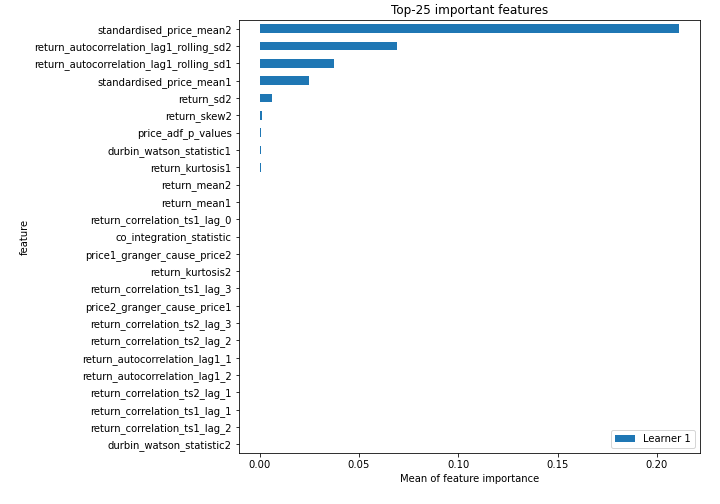 Top-25 important features
standardised_price_mean2
return_autocorrelation_lag1_rolling_sd2
return_autocorrelation_lag1_rolling_sd1
standardised_price_mean1
return_sd2
return_skew2
price_adf_p_values
durbin_watson_statistic1
return_kurtosis1
return_mean2
return_mean1
return_correlation_ts1_lag_0
co_integration_statistic
price1_granger_cause_price2
return_kurtosis2
return_correlation_ts1_lag_3
price2_granger_cause_price1
return_correlation_ts2_lag_3
return_correlation_ts2_lag_2
return_autocorrelation_lag1_1
return_autocorrelation_lag1_2
return_correlation_ts2_lag_1
return_correlation_ts1_lag_1
return_correlation_ts1_lag_2
durbin_watson_statistic2
feature
Learner 1
0.00 0.05 0.10 0.15 0.20
Mean of feature importance